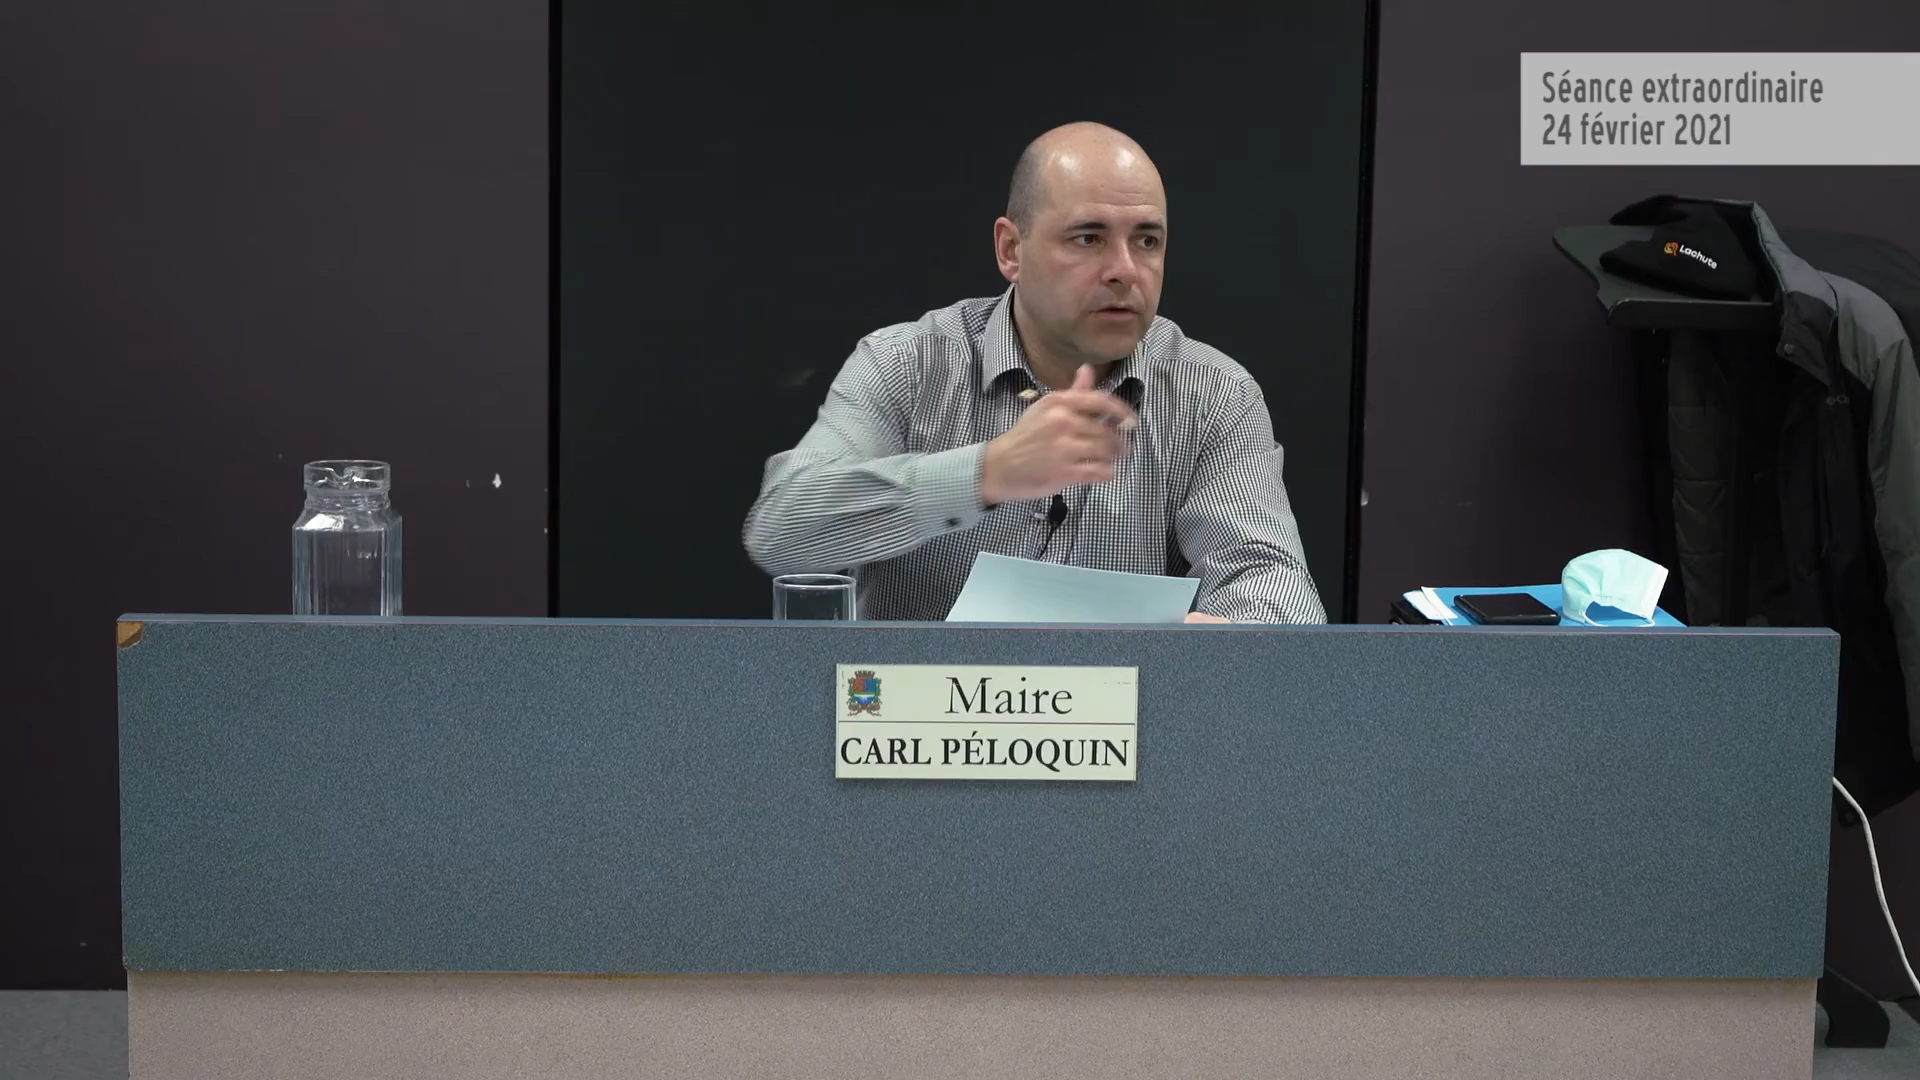 Séance extraordinaire
24 février 2021
Lachute
Maire
CARL PÉLOQUIN